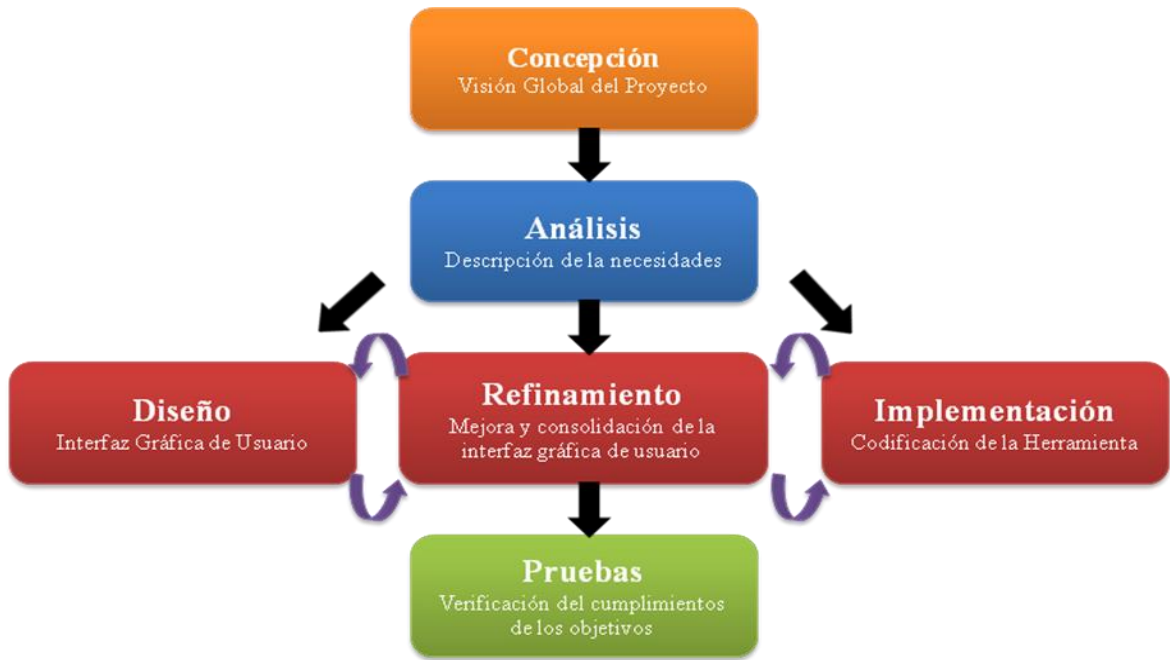 Concepción
Visión Global del Proyecto
Análisis
Descripción de la necesidades
Diseño
Interfaz Gráfica de Usuario
Refinamiento
Mejora y consolidación de la
interfaz gráfica de usuario
Implementación
Codificación de la Herramienta
Pruebas
Verificación del cumplimientos
de los objetivos